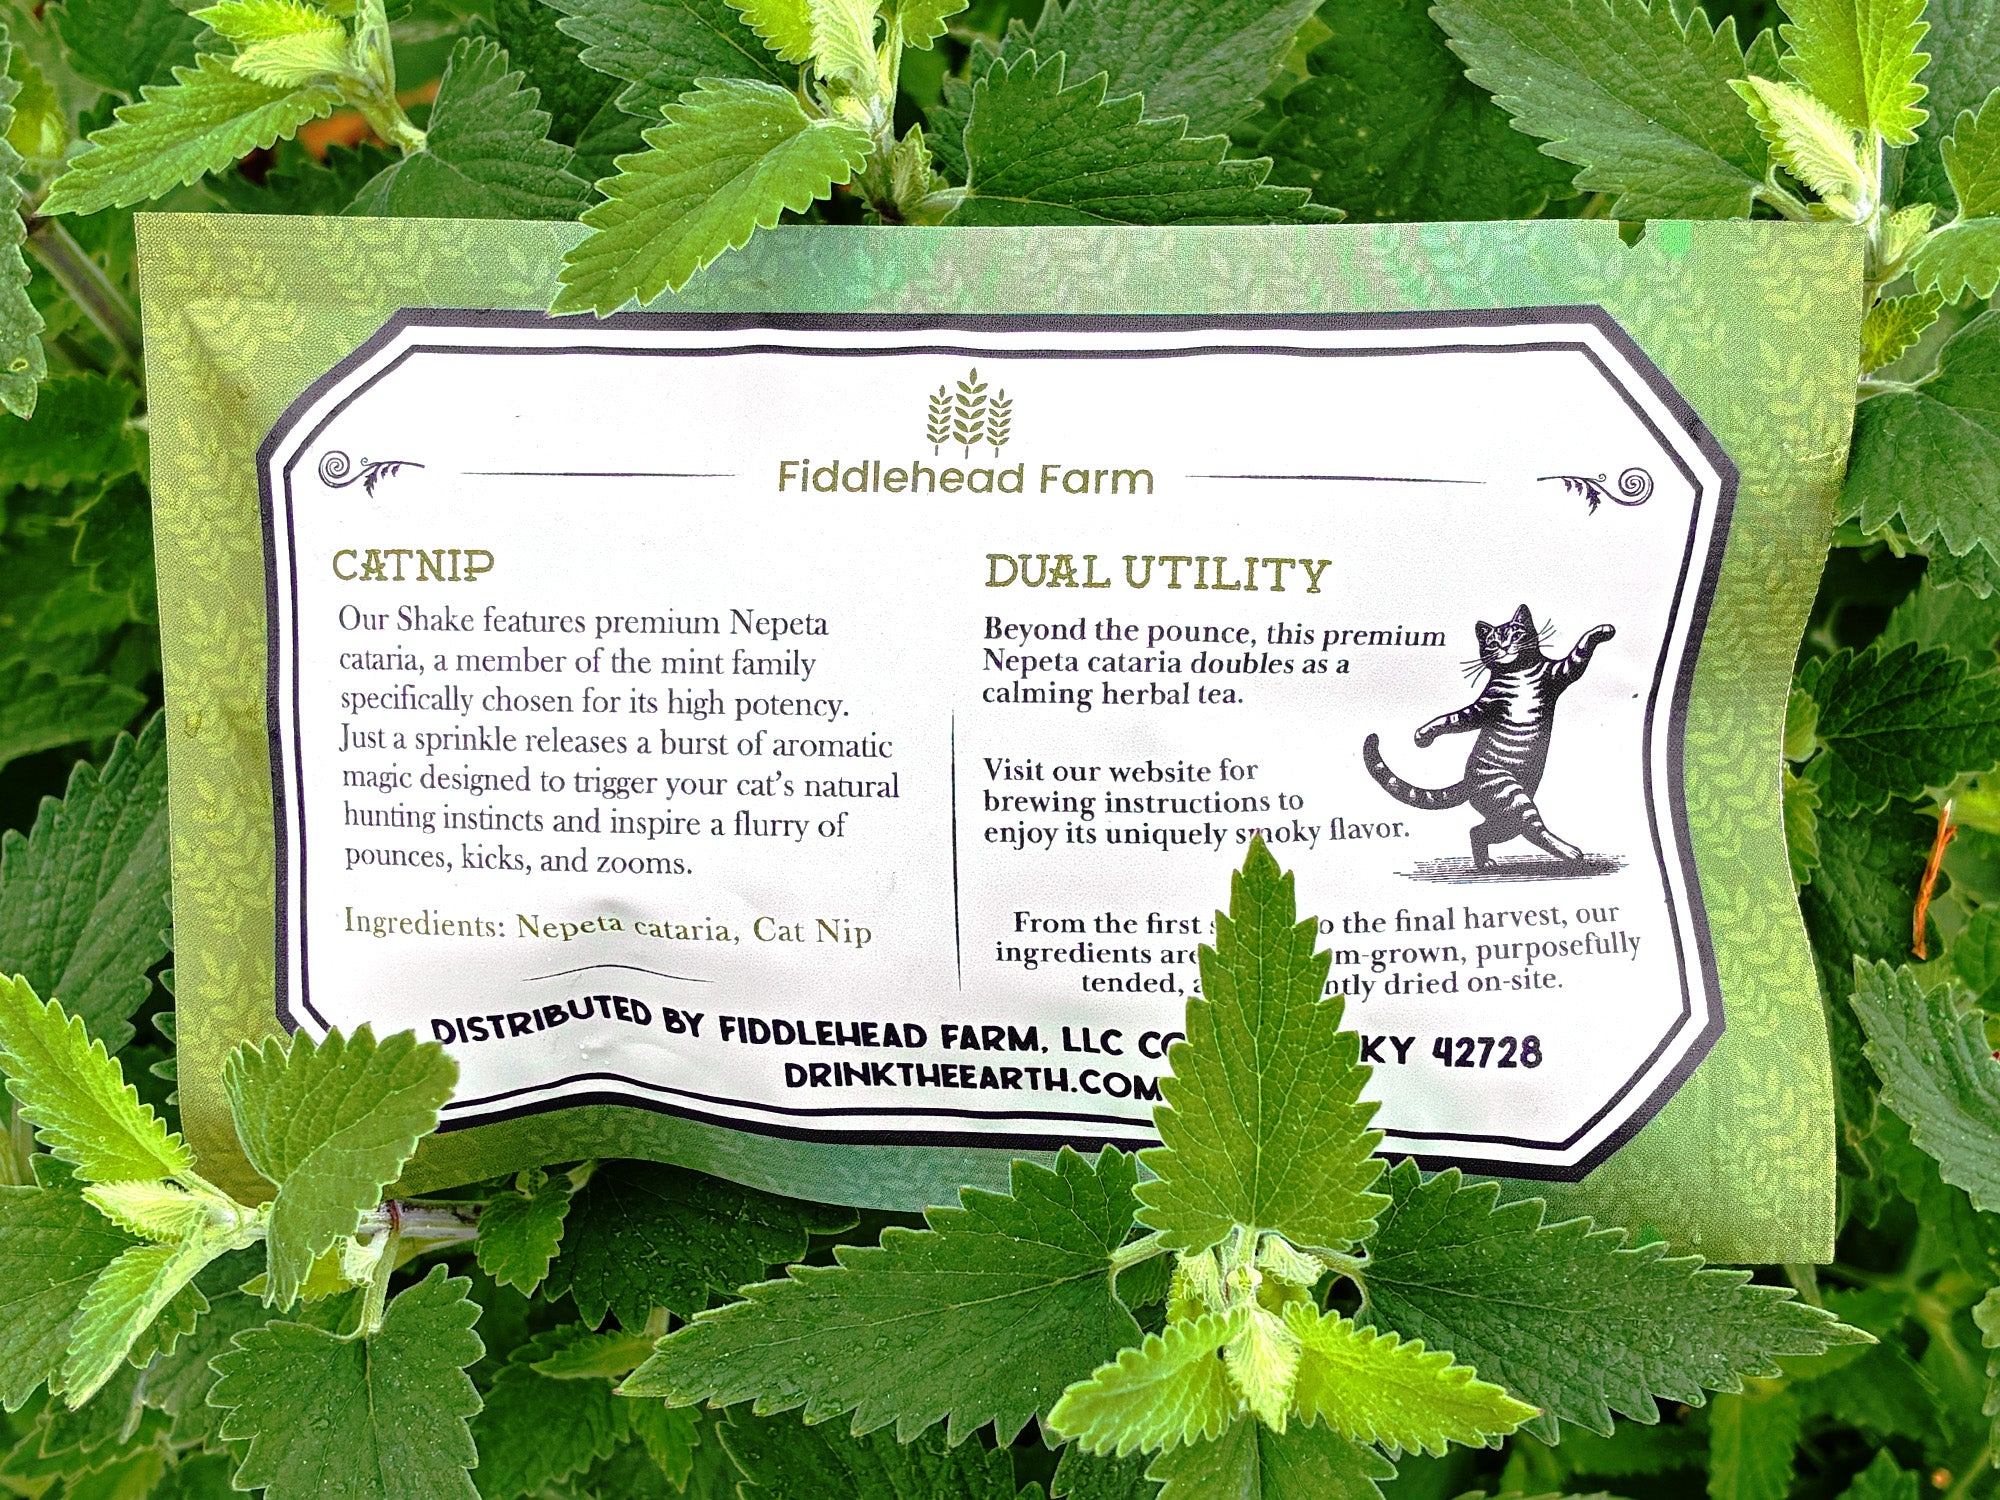 Fiddlehead Farm
CATNIP
Our Shake features premium Nepeta
cataria, a member of the mint family
specifically chosen for its high potency.
Just a sprinkle releases a burst of aromatic
magic designed to trigger your cat's natural
hunting instincts and inspire a flurry of
pounces, kicks, and zooms.
Ingredients: Nepeta cataria, Cat Nip
DUAL UTILITY
Beyond the pounce, this premium
Nepeta cataria doubles as a
calming herbal tea.
Visit our website for
brewing instructions to
enjoy its uniquely smoky flavor.
From the first the final harvest, our
ingredients are purposefully
tended, dried on-site.
DISTRIBUTED BY FIDDLEHEAD FARM, LLC KY 42728
DRINKTHEEARTH.COM